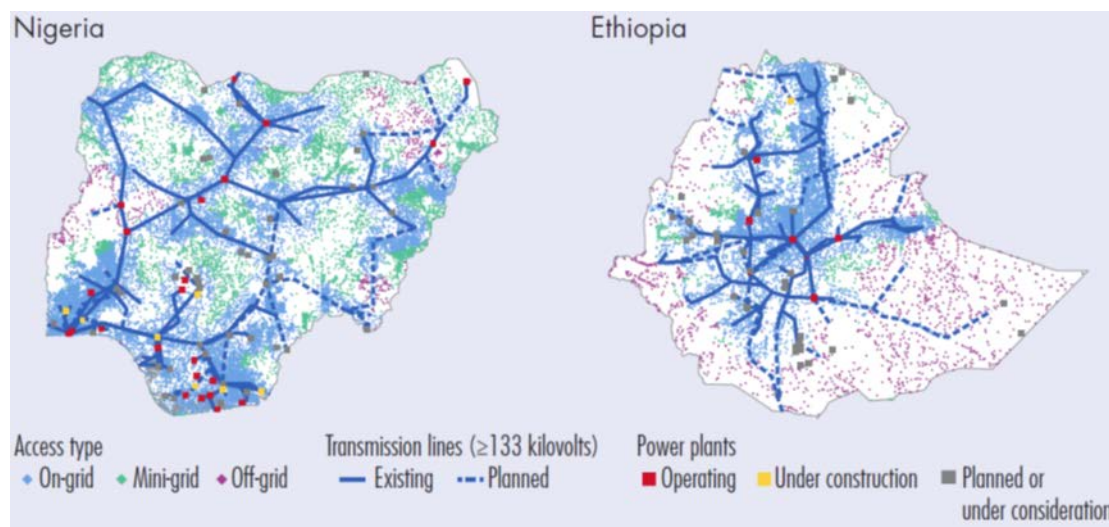 Nigeria
Ethiopia
Access type
On-grid
Mini-grid
Off-grid
Transmission lines (≥133 kilovolts)
Existing
Planned
Power plants
Operating
Under construction
Planned or
under consideration